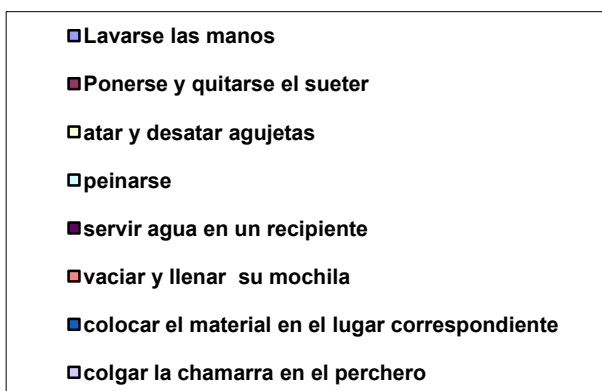 Lavarse las manos
Ponerse y quitarse el sueter
atar y desatar agujetas
peinarse
servir agua en un recipiente
vaciar y llenar su mochila
colocar el material en el lugar correspondiente
colgar la chamarra en el perchero